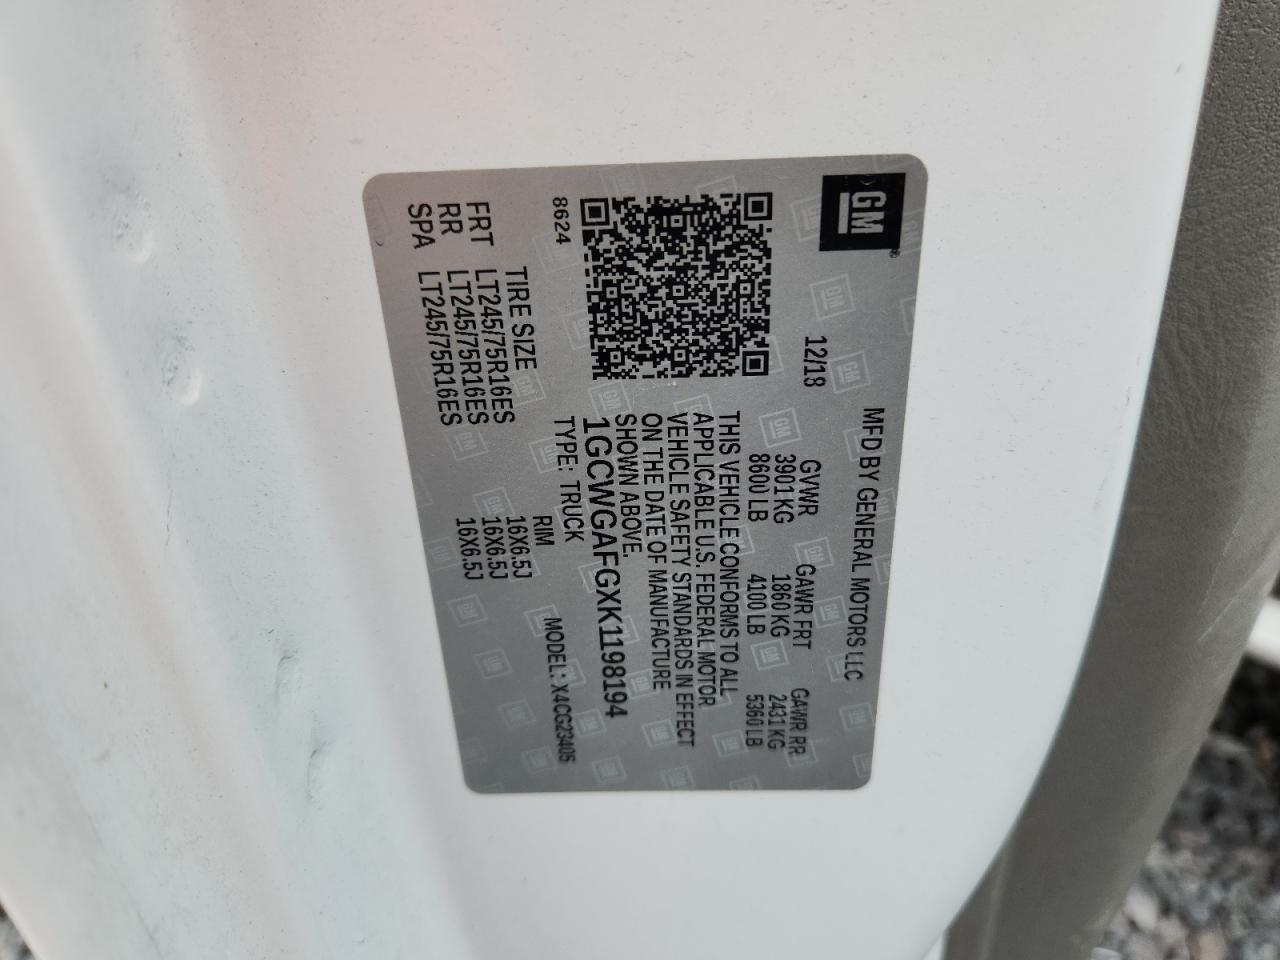 GM
MFD BY GENERAL MOTORS LLC
12/18 GVWR GAWR FRT GAWR RR
3901 KG 1860 KG 2431 KG
8600 LB 4100 LB 5360 LB
THIS VEHICLE CONFORMS TO ALL
APPLICABLE U.S. FEDERAL MOTOR
VEHICLE SAFETY STANDARDS IN EFFECT
ON THE DATE OF MANUFACTURE
SHOWN ABOVE.
1GCWGAFGXK1198194
8624 TYPE: TRUCK MODEL: X4CG23405
TIRE SIZE RIM
FRT LT245/75R16ES 16X6.5J
RR LT245/75R16ES 16X6.5J
SPA LT245/75R16ES 16X6.5J